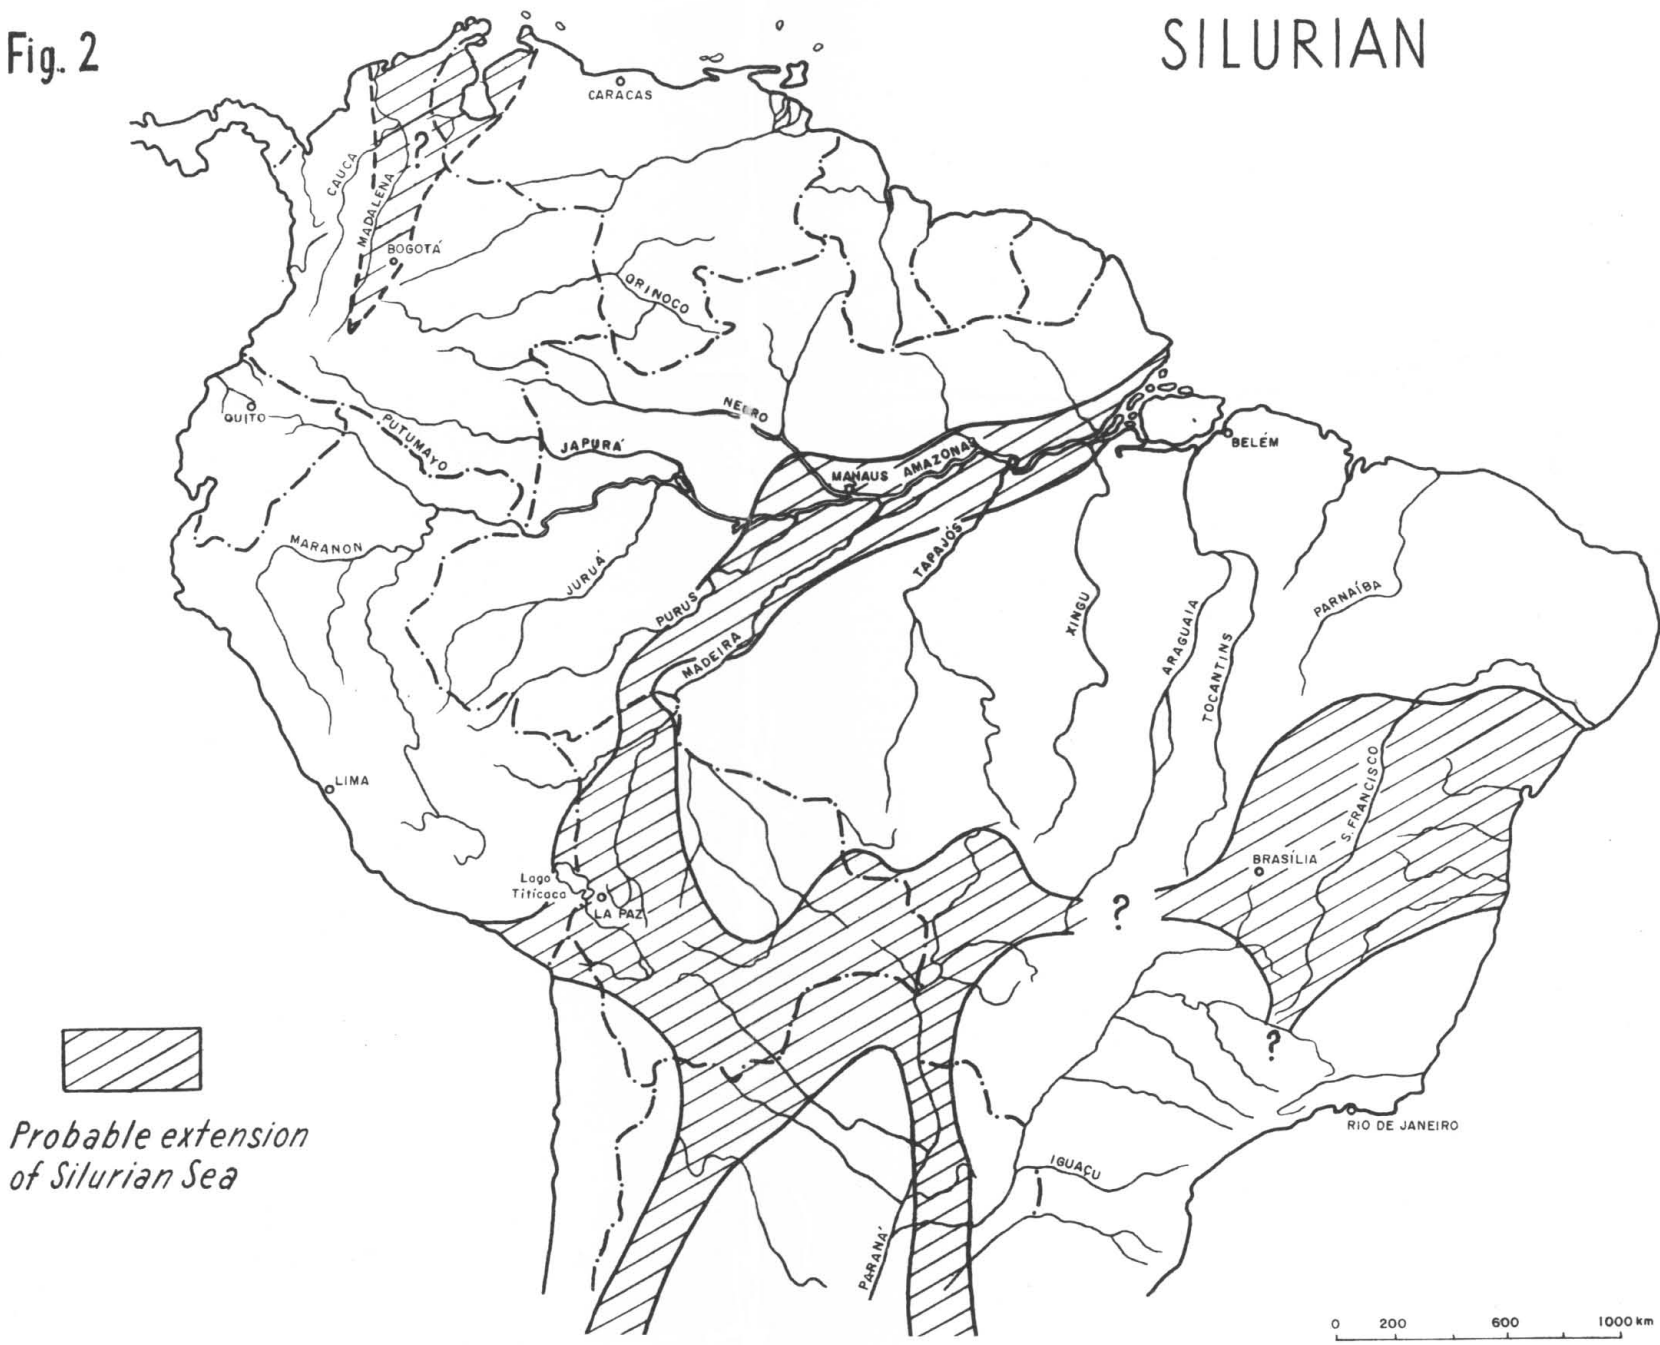 Fig. 2
SILURIAN
CARACAS
?
CAUCA
MADALENA
BOGOTÁ
ORINOCO
QUITO
PUTUMAYO
JAPURÁ
NEGRO
MANAUS
AMAZONAS
BELÉM
MARANON
JURUÁ
PURUS
MADEIRA
TAPAJÓS
XINGU
ARAGUAIA
TOCANTINS
PARNAÍBA
LIMA
S. FRANCISCO
BRASÍLIA
Lago
Titicaca
LA PAZ
?
?
RIO DE JANEIRO
IGUAÇU
PARANÁ
Probable extension
of Silurian Sea
0 200 600 1000 km